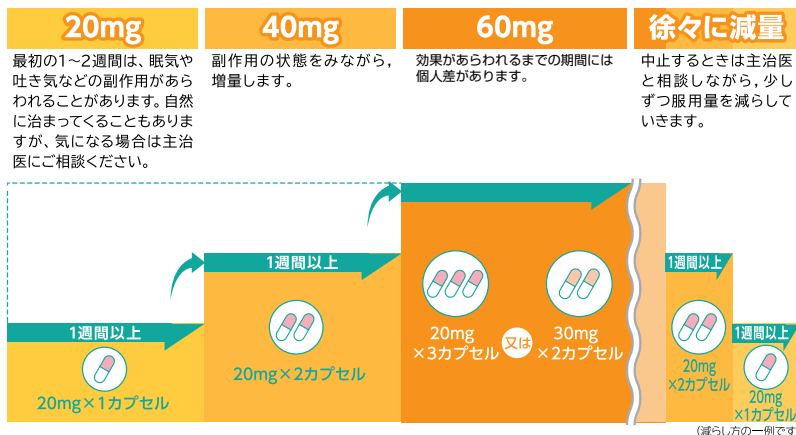 20mg
最初の1～2週間は、眠気や
吐き気などの副作用があら
われることがあります。自然
に治まってくることもありま
すが、気になる場合は主治
医にご相談ください。
40mg
副作用の状態をみながら，
増量します。
60mg
効果があらわれるまでの期間には
個人差があります。
徐々に減量
中止するときは主治医
と相談しながら，少し
ずつ服用量を減らして
いきます。
1週間以上
20mg×1カプセル
1週間以上
20mg×2カプセル
20mg
×3カプセル
又は
30mg
×2カプセル
1週間以上
20mg
×2カプセル
1週間以上
20mg
×1カプセル
（減らし方の一例です